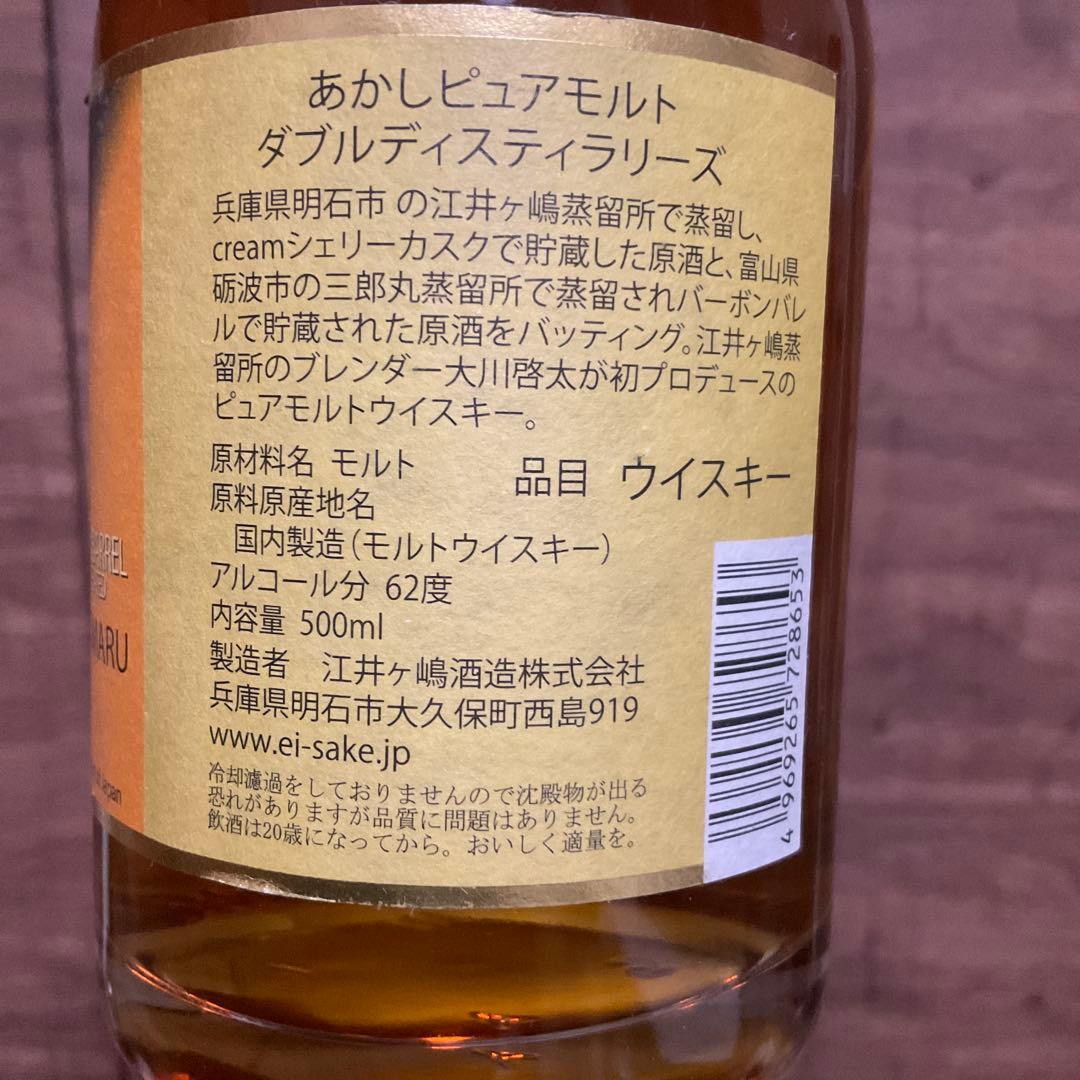 あかしピュアモルト
ダブルディスティラリーズ
兵庫県明石市 の江井ヶ嶋蒸留所で蒸留し、
creamシェリーカスクで貯蔵した原酒と、富山県
砺波市の三郎丸蒸留所で蒸留されバーボンバレ
ルで貯蔵された原酒をバッティング。江井ヶ嶋蒸
留所のブレンダー大川啓太が初プロデュースの
ピュアモルトウイスキー。
原材料名 モルト 品目 ウイスキー
原料原産地名
国内製造（モルトウイスキー）
アルコール分 62度
内容量 500ml
製造者 江井ヶ嶋酒造株式会社
兵庫県明石市大久保町西島919
www.ei-sake.jp
冷却濾過をしておりませんので沈殿物が出る
恐れがありますが品質に問題はありません。
飲酒は20歳になってから。おいしく適量を。
4969265728653
ARREL
MARU
Japan